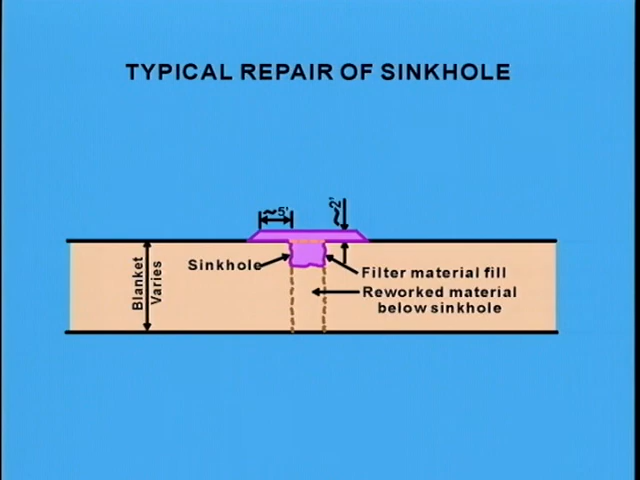 TYPICAL REPAIR OF SINKHOLE
~5'
~2'
Sinkhole
Blanket
Varies
Filter material fill
Reworked material
below sinkhole